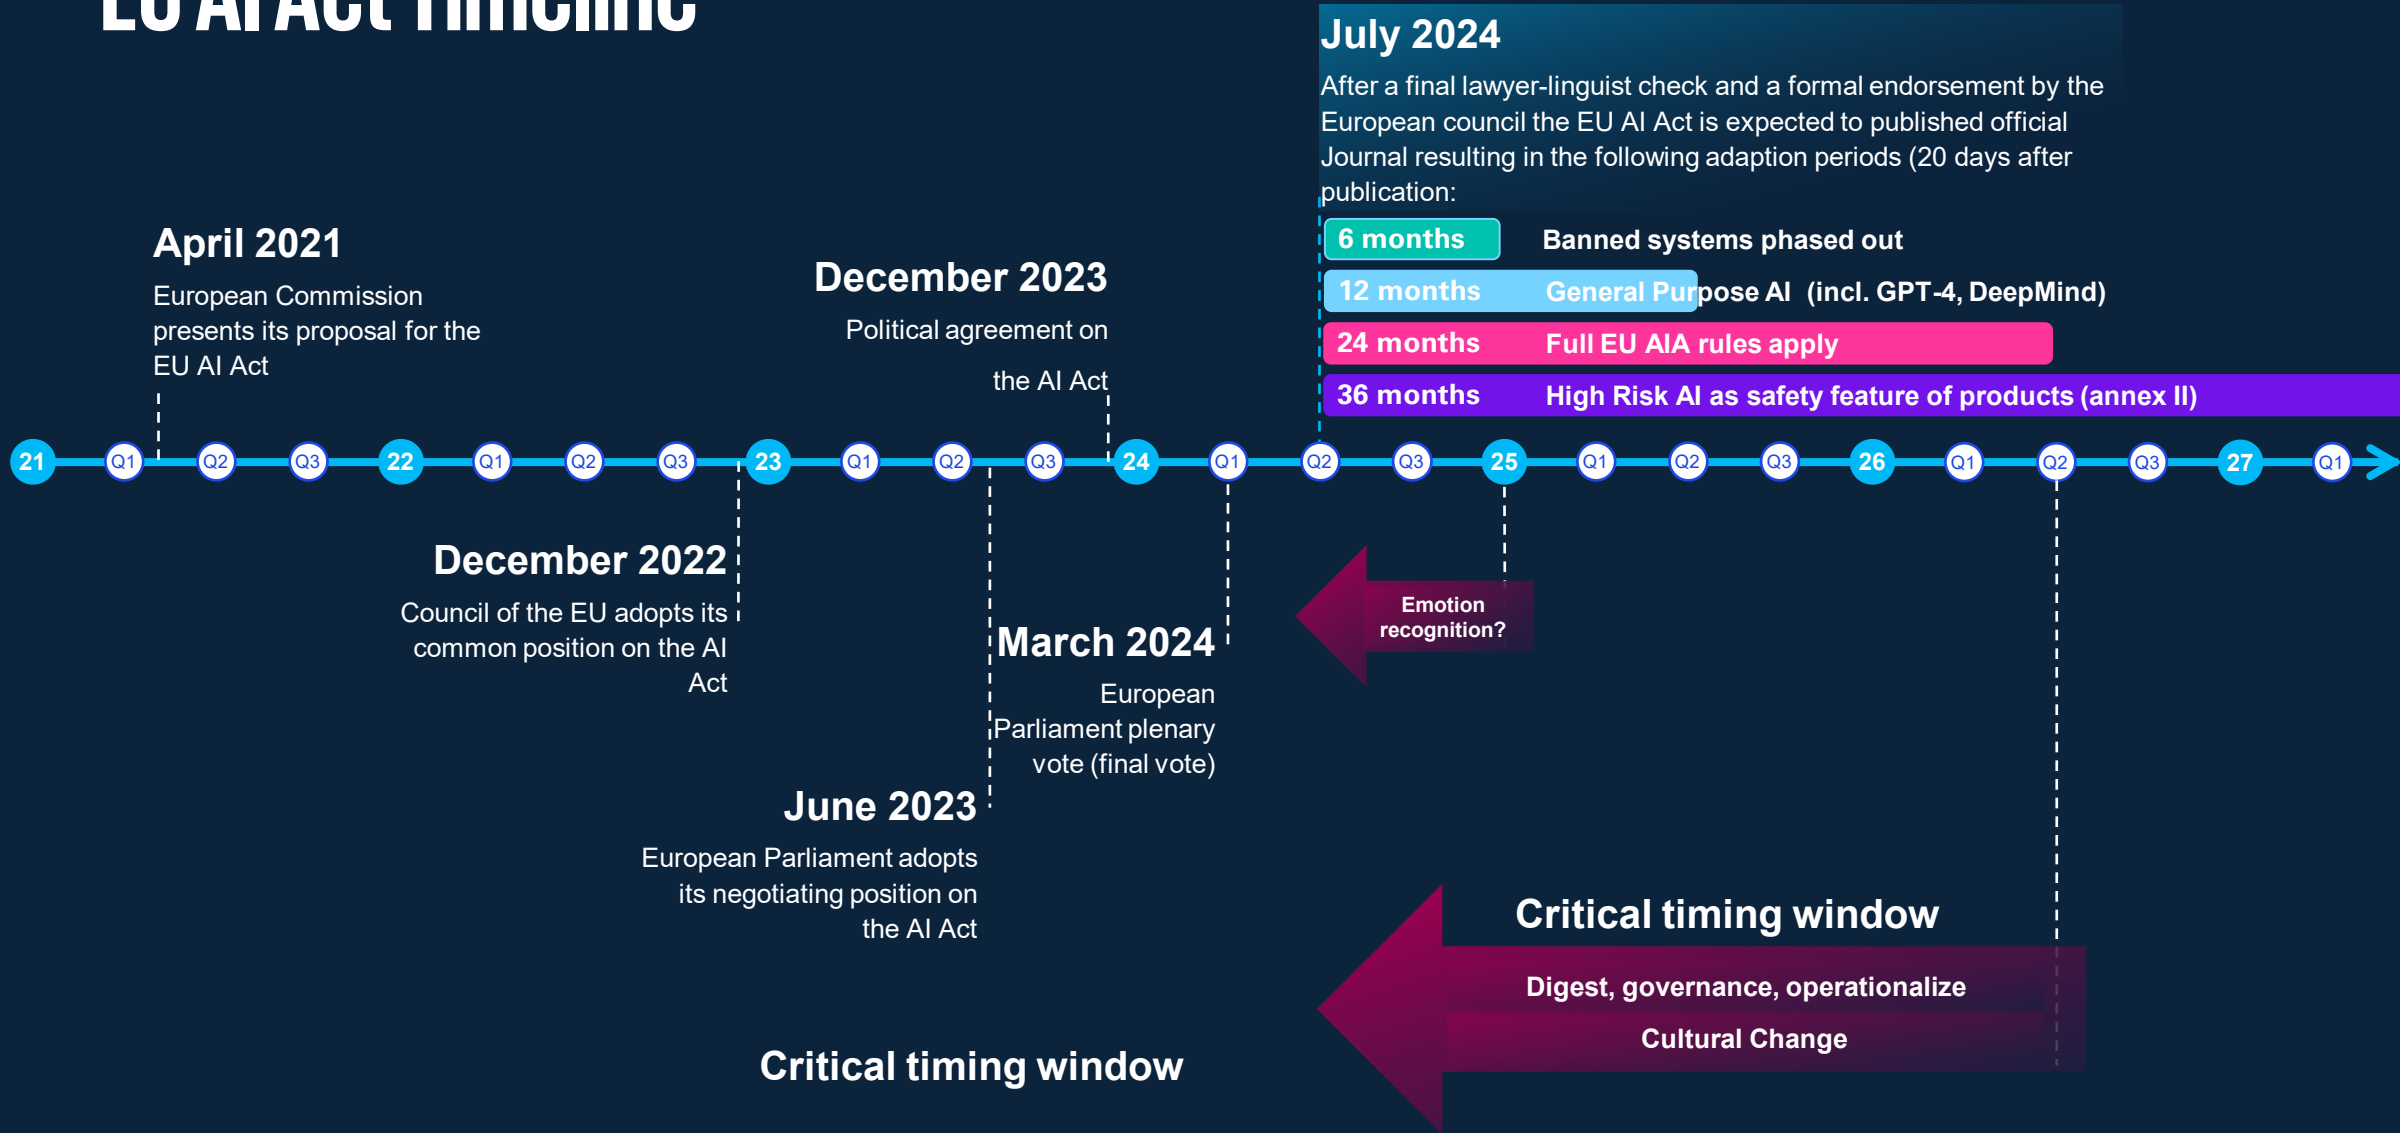 EU AI Act Timeline
July 2024
After a final lawyer-linguist check and a formal endorsement by the
European council the EU AI Act is expected to published official
Journal resulting in the following adaption periods (20 days after
publication:
6 months Banned systems phased out
12 months General Purpose AI (incl. GPT-4, DeepMind)
24 months Full EU AIA rules apply
36 months High Risk AI as safety feature of products (annex II)
April 2021
European Commission
presents its proposal for the
EU AI Act
December 2023
Political agreement on
the AI Act
21 Q1 Q2 Q3 22 Q1 Q2 Q3 23 Q1 Q2 Q3 24 Q1 Q2 Q3 25 Q1 Q2 Q3 26 Q1 Q2 Q3 27 Q1
December 2022
Council of the EU adopts its
common position on the AI
Act
March 2024
European
Parliament plenary
vote (final vote)
June 2023
European Parliament adopts
its negotiating position on
the AI Act
Emotion
recognition?
Critical timing window
Digest, governance, operationalize
Cultural Change
Critical timing window